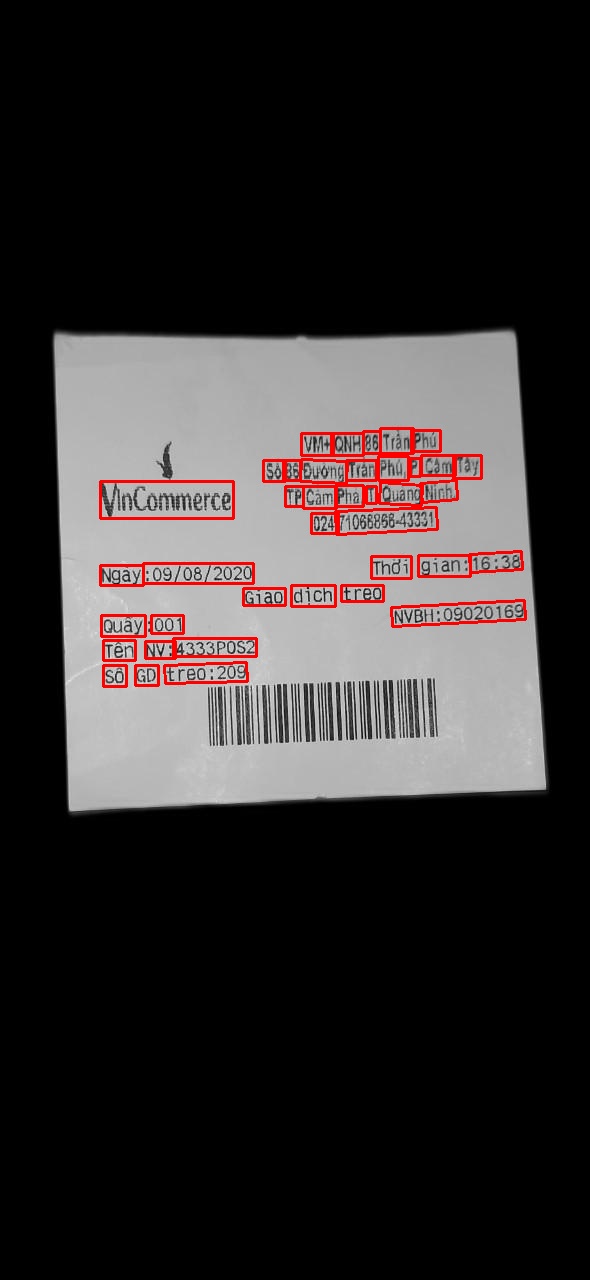 VinCommerce
VM+ QNH 86 Trần Phú
Số 86 Đường Trần Phú, P. Cẩm Tây
TP Cẩm Phả, T. Quảng Ninh.
024 71066866-43331
Ngày:09/08/2020 Thời gian:16:38
Giao dịch treo
Quầy:001 NVBH:09020169
Tên NV:4333POS2
Số GD treo:209